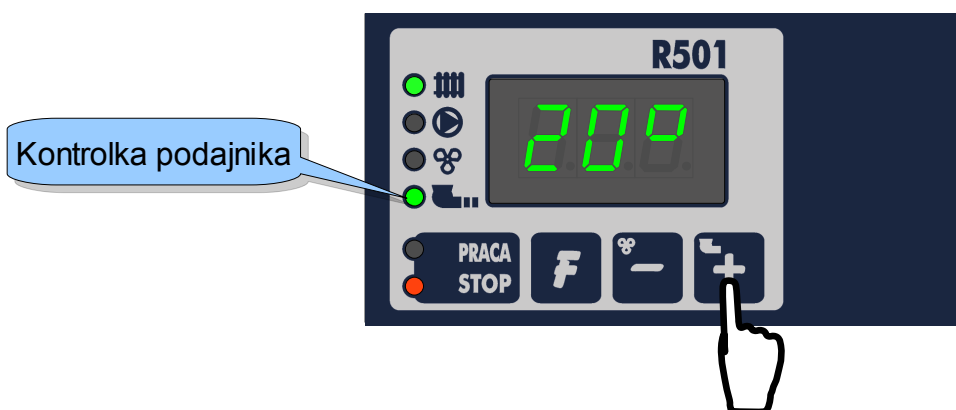 R501
20°
Kontrolka podajnika
PRACA
STOP
F
−
+